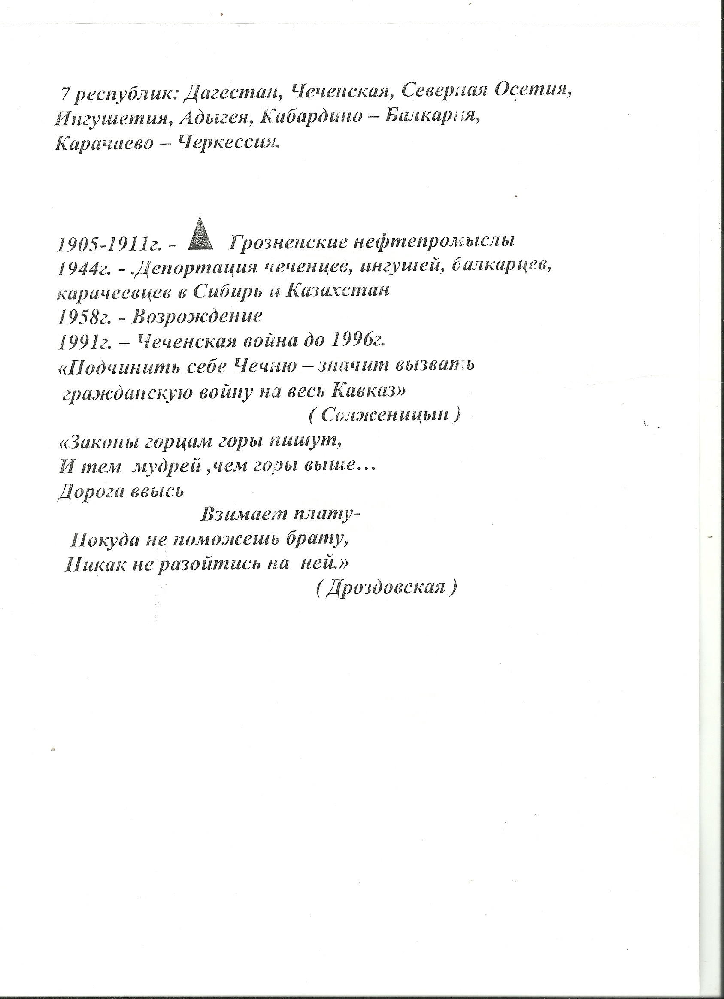 7 республик: Дагестан, Чеченская, Северная Осетия,
Ингушетия, Адыгея, Кабардино – Балкария,
Карачаево – Черкессия.
1905-1911г. - Грозненские нефтепромыслы
1944г. - .Депортация чеченцев, ингушей, балкарцев,
карачеевцев в Сибирь и Казахстан
1958г. - Возрождение
1991г. – Чеченская война до 1996г.
«Подчинить себе Чечню – значит вызвать
гражданскую войну на весь Кавказ»
( Солженицын )
«Законы горцам горы пишут,
И тем мудрей ,чем горы выше...
Дорога ввысь
Взимает плату-
Покуда не поможешь брату,
Никак не разойтись на ней.»
( Дроздовская )